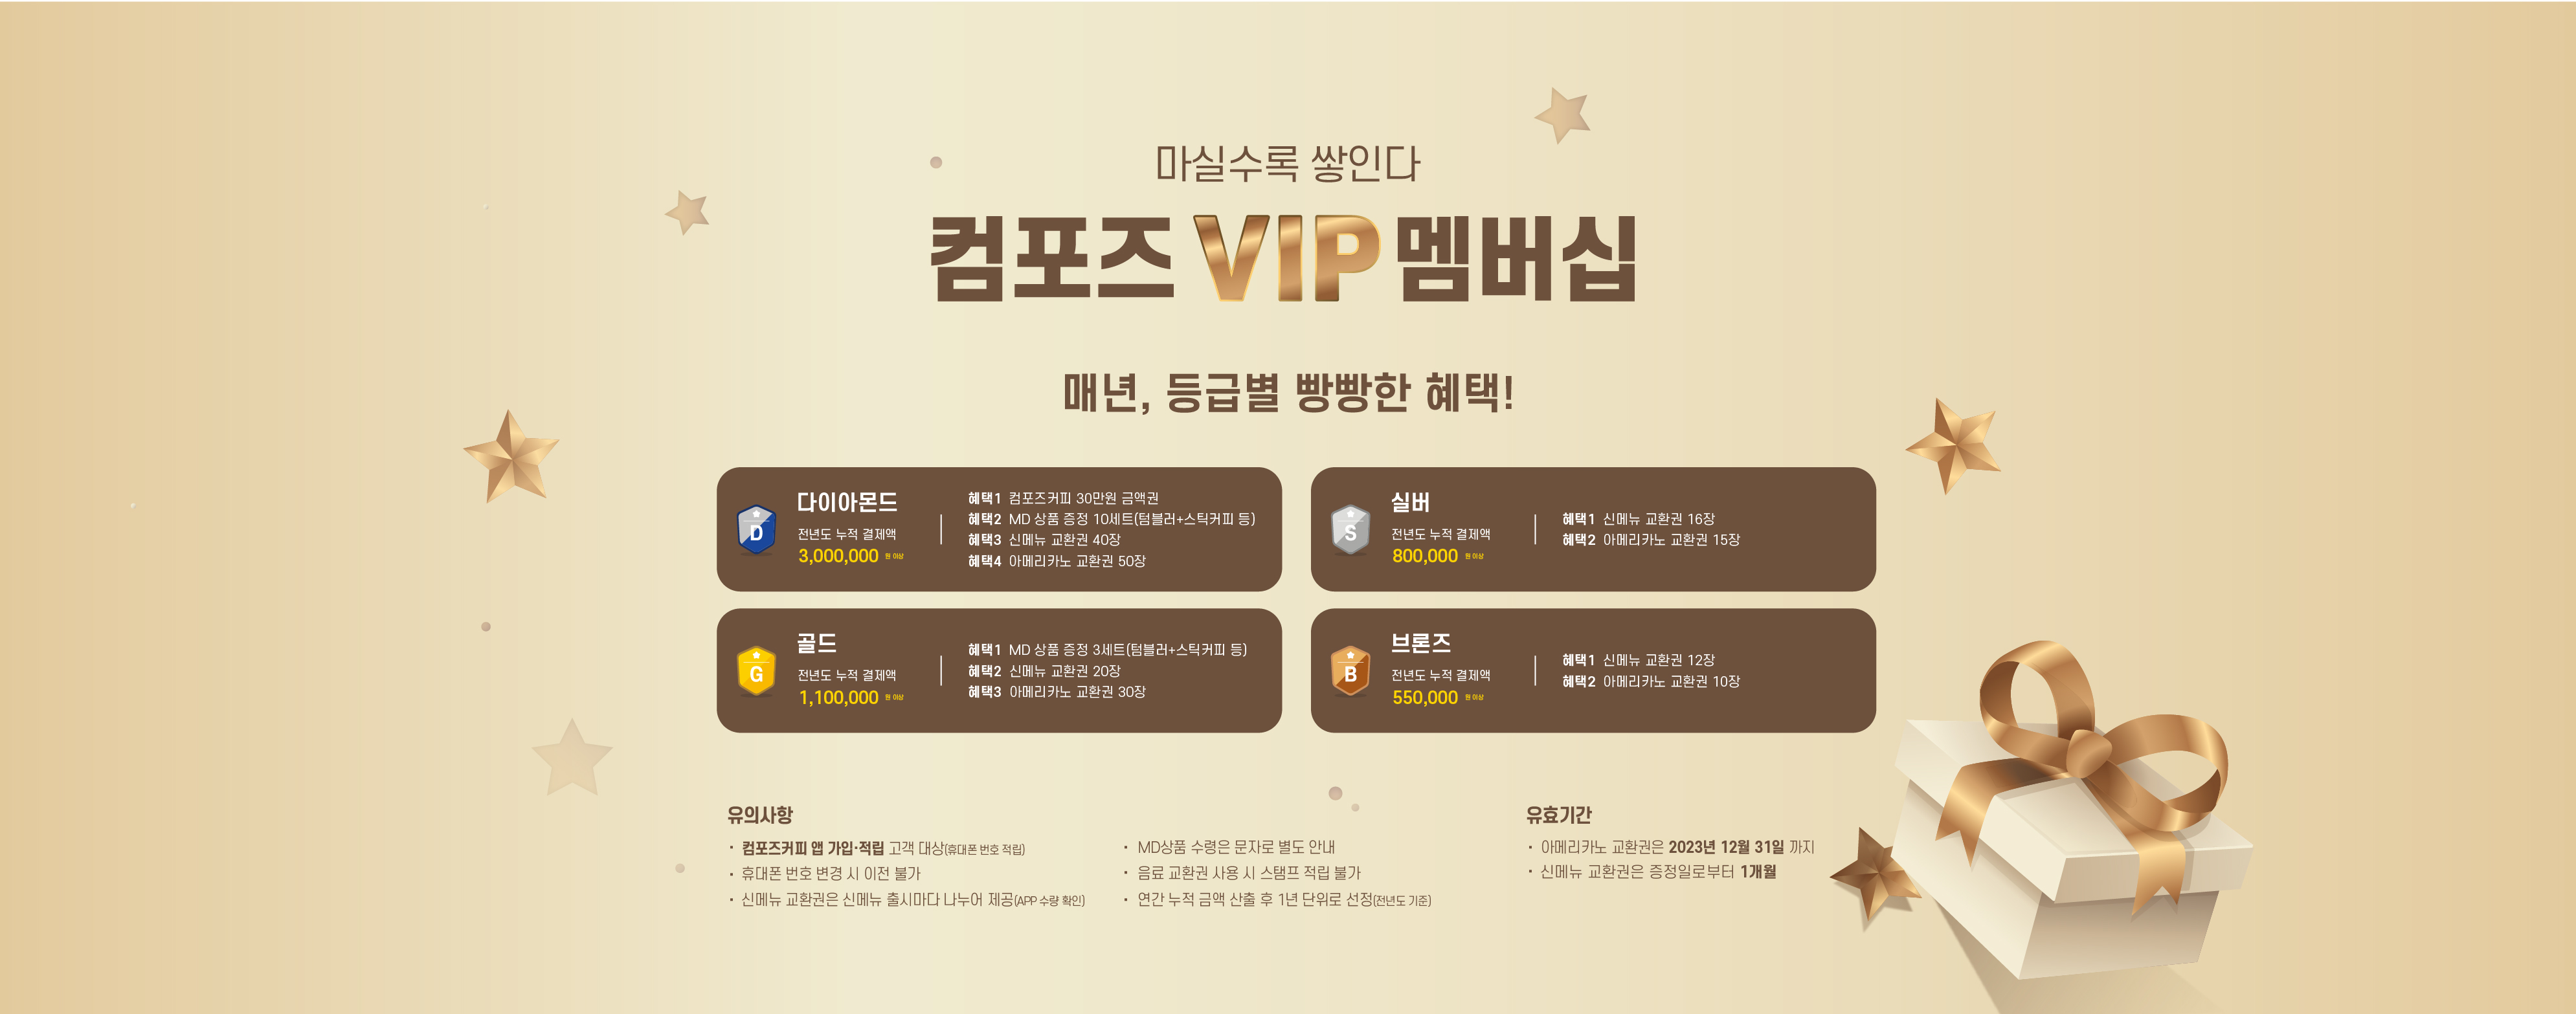 마실수록 쌓인다
컴포즈 VIP 멤버십
매년, 등급별 빵빵한 혜택!
D
다이아몬드
전년도 누적 결제액
3,000,000 원 이상
혜택1 컴포즈커피 30만원 금액권
혜택2 MD 상품 증정 10세트(텀블러+스틱커피 등)
혜택3 신메뉴 교환권 40장
혜택4 아메리카노 교환권 50장
S
실버
전년도 누적 결제액
800,000 원 이상
혜택1 신메뉴 교환권 16장
혜택2 아메리카노 교환권 15장
G
골드
전년도 누적 결제액
1,100,000 원 이상
혜택1 MD 상품 증정 3세트(텀블러+스틱커피 등)
혜택2 신메뉴 교환권 20장
혜택3 아메리카노 교환권 30장
B
브론즈
전년도 누적 결제액
550,000 원 이상
혜택1 신메뉴 교환권 12장
혜택2 아메리카노 교환권 10장
유의사항
· 컴포즈커피 앱 가입·적립 고객 대상(휴대폰 번호 적립)
· 휴대폰 번호 변경 시 이전 불가
· 신메뉴 교환권은 신메뉴 출시마다 나누어 제공(APP 수량 확인)
· MD상품 수령은 문자로 별도 안내
· 음료 교환권 사용 시 스탬프 적립 불가
· 연간 누적 금액 산출 후 1년 단위로 선정(전년도 기준)
유효기간
· 아메리카노 교환권은 2023년 12월 31일 까지
· 신메뉴 교환권은 증정일로부터 1개월